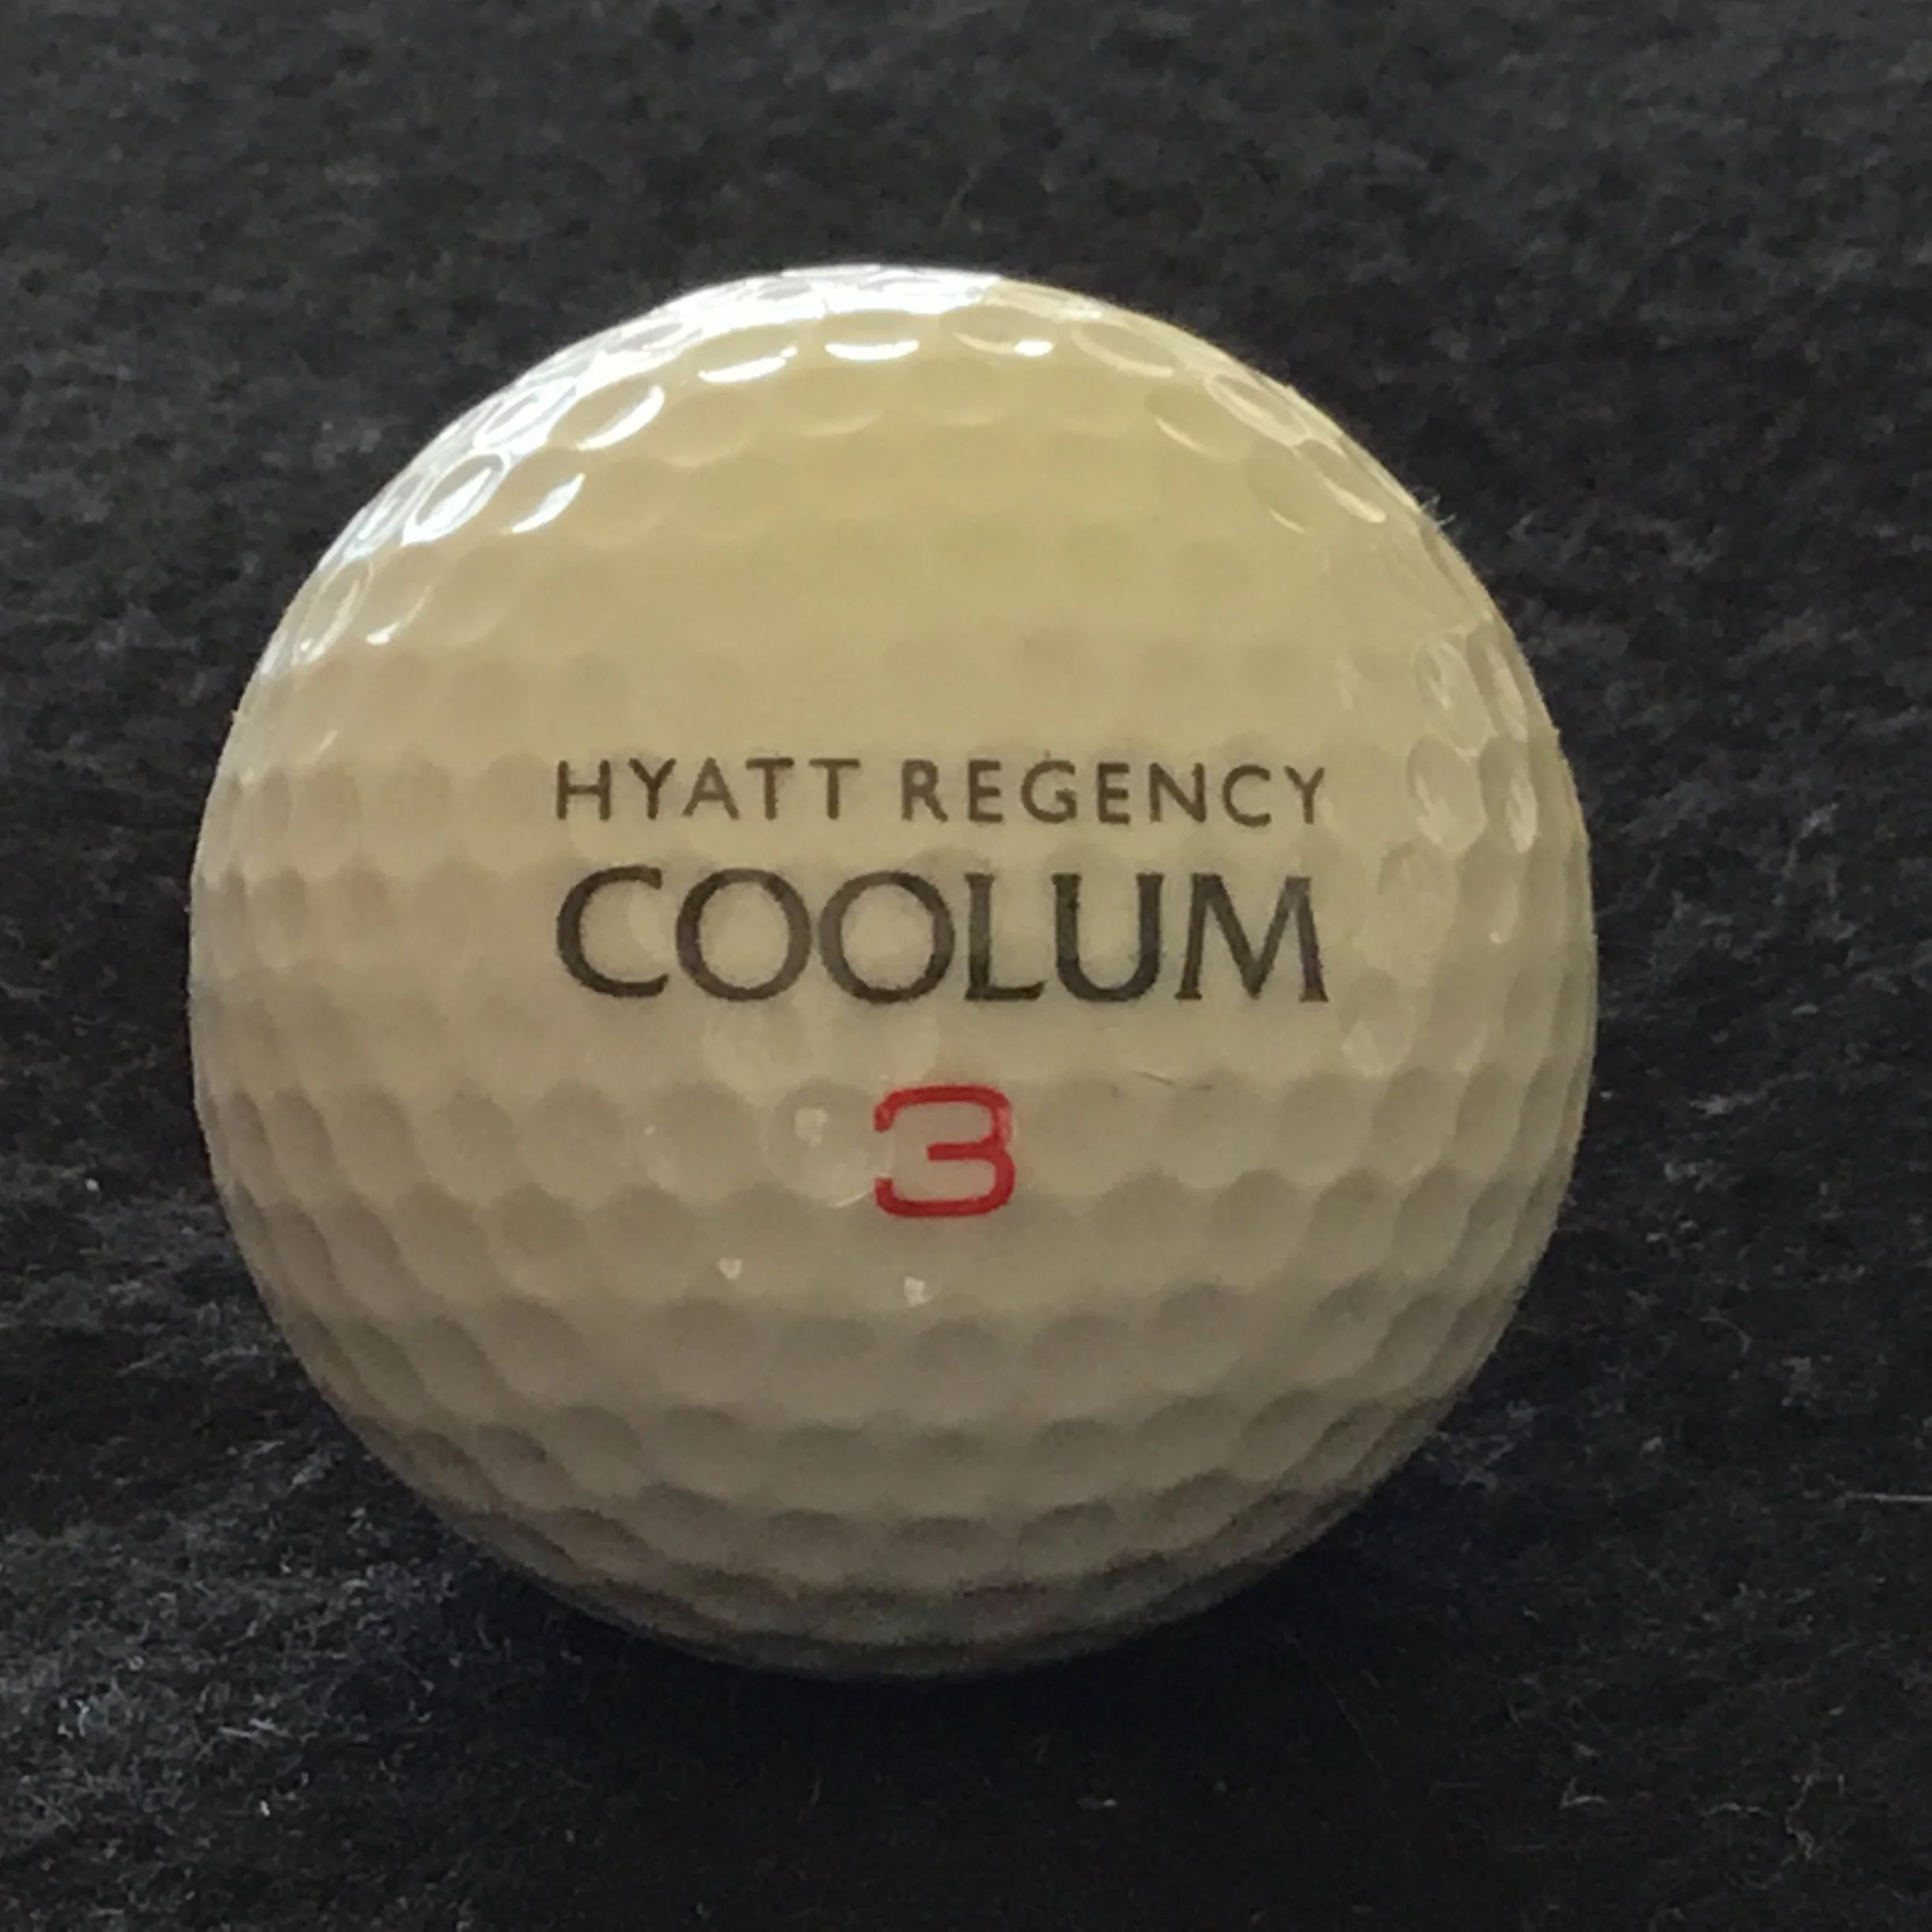 HYATT REGENCY
COOLUM
3